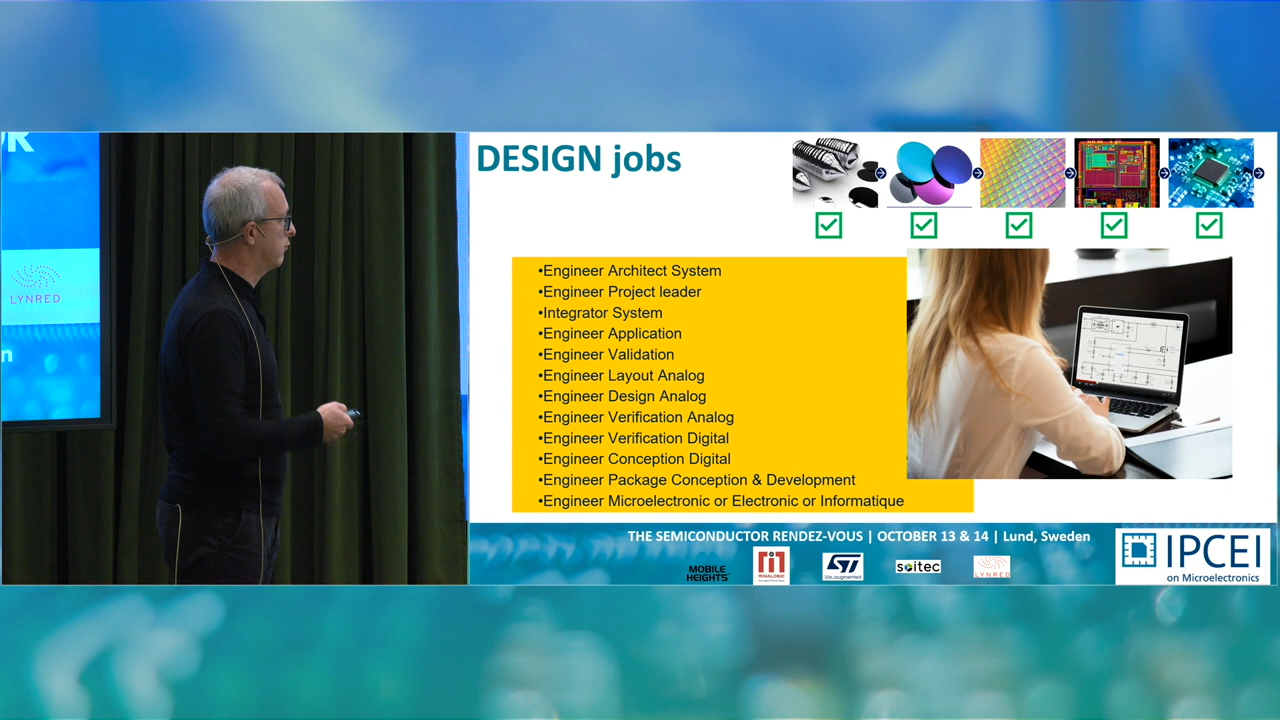 LYNRED
n
DESIGN jobs
•Engineer Architect System
•Engineer Project leader
•Integrator System
•Engineer Application
•Engineer Validation
•Engineer Layout Analog
•Engineer Design Analog
•Engineer Verification Analog
•Engineer Verification Digital
•Engineer Conception Digital
•Engineer Package Conception & Development
•Engineer Microelectronic or Electronic or Informatique
THE SEMICONDUCTOR RENDEZ-VOUS | OCTOBER 13 & 14 | Lund, Sweden
MOBILE
HEIGHTS
MINALOGIC
ST
life.augmented
soitec
LYNRED
IPCEI
on Microelectronics